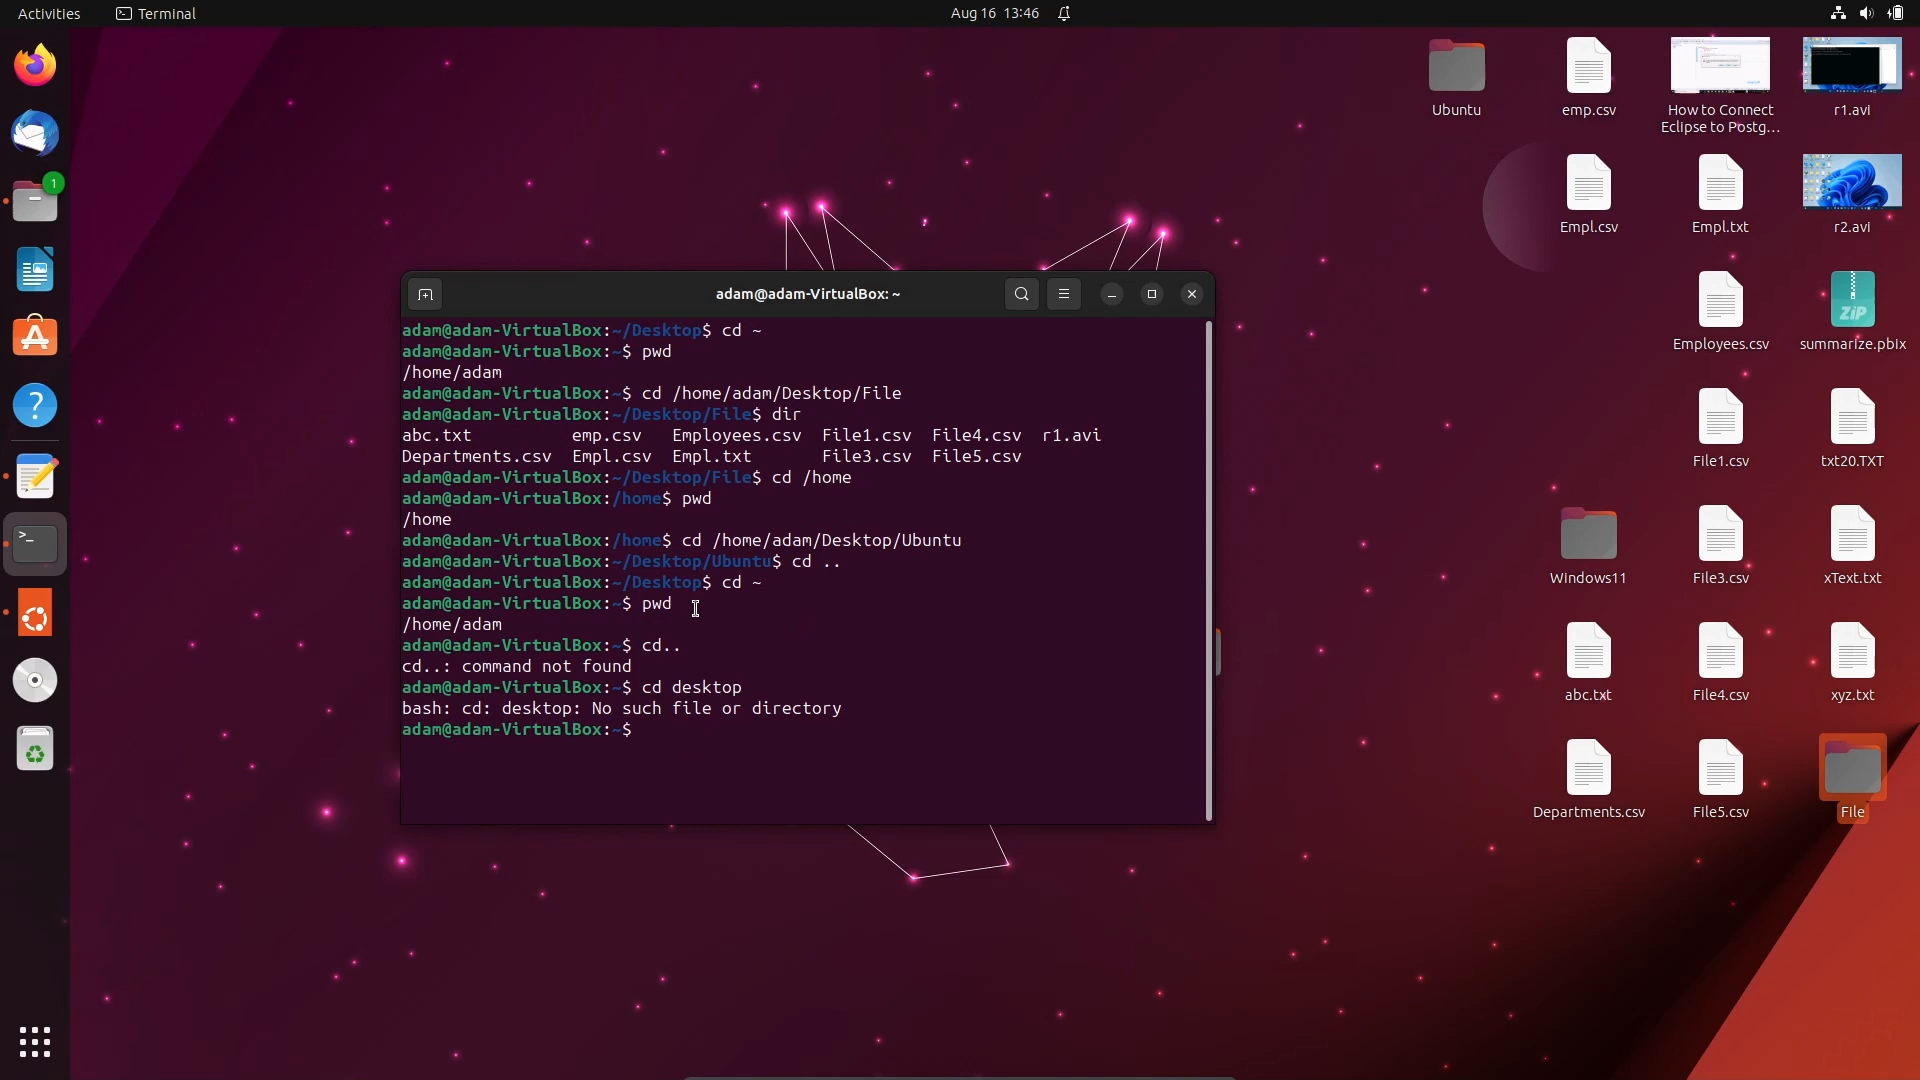 Activities
Terminal
Aug 16 13:46
1
Ubuntu
emp.csv
How to Connect
Eclipse to Postg...
r1.avi
Empl.csv
Empl.txt
r2.avi
Employees.csv
ZIP
summarize.pbix
File1.csv
txt20.TXT
Windows11
File3.csv
xText.txt
abc.txt
File4.csv
xyz.txt
Departments.csv
File5.csv
File
adam@adam-VirtualBox: ~
adam@adam-VirtualBox:~/Desktop$ cd ~
adam@adam-VirtualBox:~$ pwd
/home/adam
adam@adam-VirtualBox:~$ cd /home/adam/Desktop/File
adam@adam-VirtualBox:~/Desktop/File$ dir
abc.txt emp.csv Employees.csv File1.csv File4.csv r1.avi
Departments.csv Empl.csv Empl.txt File3.csv File5.csv
adam@adam-VirtualBox:~/Desktop/File$ cd /home
adam@adam-VirtualBox:/home$ pwd
/home
adam@adam-VirtualBox:/home$ cd /home/adam/Desktop/Ubuntu
adam@adam-VirtualBox:~/Desktop/Ubuntu$ cd ..
adam@adam-VirtualBox:~/Desktop$ cd ~
adam@adam-VirtualBox:~$ pwd
/home/adam
adam@adam-VirtualBox:~$ cd..
cd..: command not found
adam@adam-VirtualBox:~$ cd desktop
bash: cd: desktop: No such file or directory
adam@adam-VirtualBox:~$